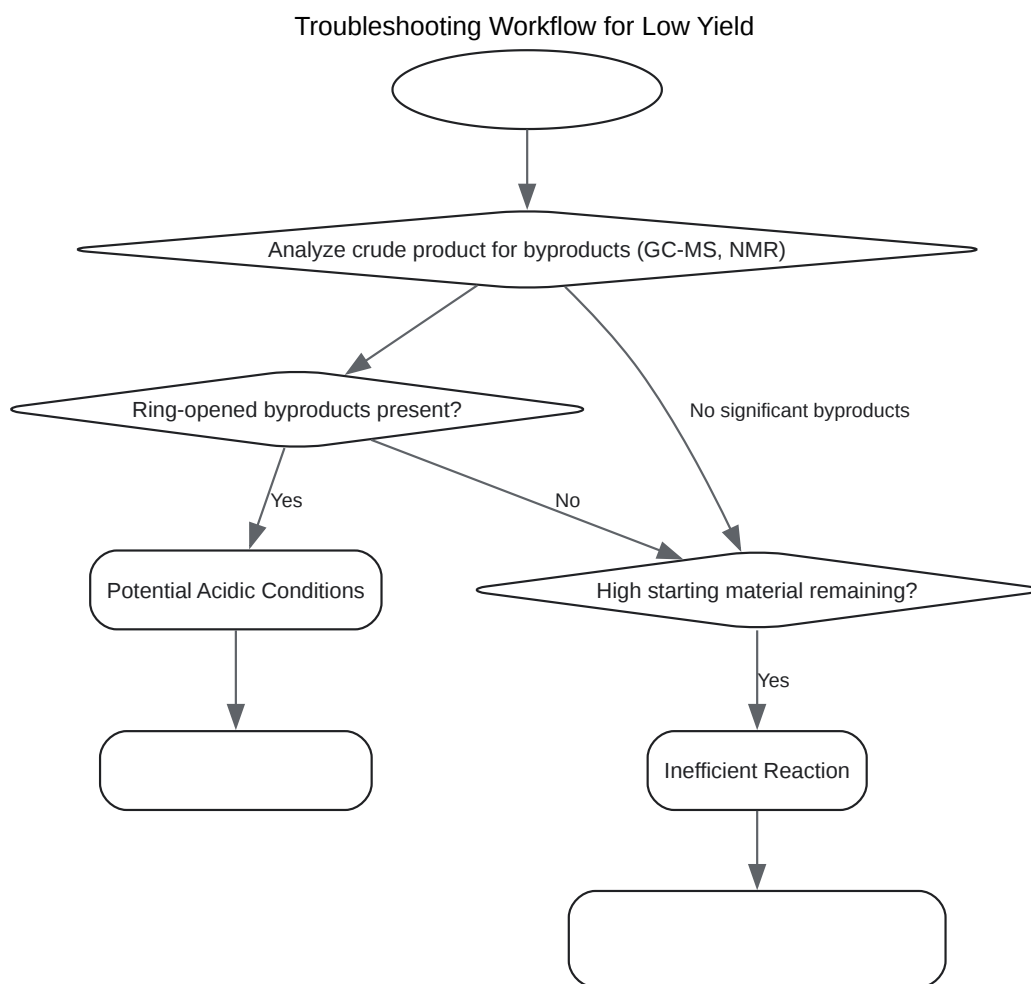 Troubleshooting Workflow for Low Yield
Analyze crude product for byproducts (GC-MS, NMR)
Ring-opened byproducts present?
No significant byproducts
Yes
No
Potential Acidic Conditions
High starting material remaining?
Yes
Inefficient Reaction